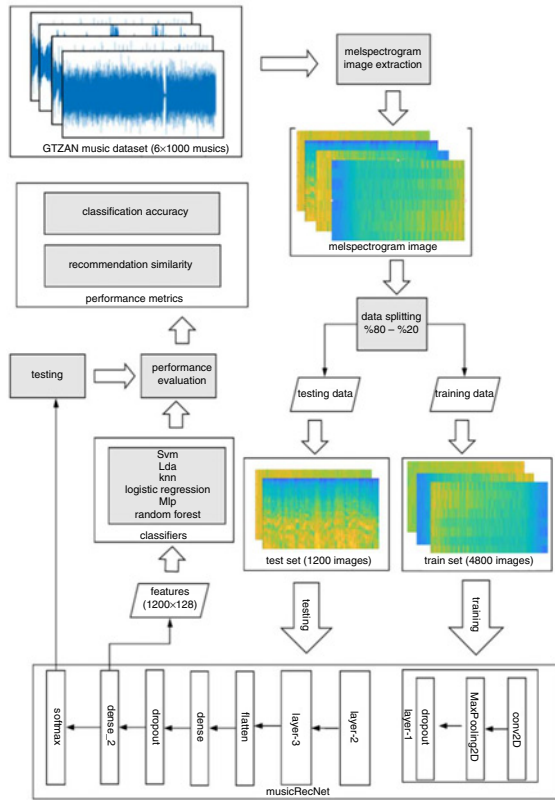 GTZAN music dataset (6×1000 musics)
melspectrogram
image extraction
melspectrogram image
classification accuracy
recommendation similarity
performance metrics
data splitting
%80 – %20
testing
performance
evaluation
testing data
training data
Svm
Lda
knn
logistic regression
Mlp
random forest
classifiers
test set (1200 images)
train set (4800 images)
features
(1200×128)
testing
training
softmax
dense_2
dropout
dense
flatten
layer-3
layer-2
dropout
layer-1
MaxPooling2D
conv2D
musicRecNet